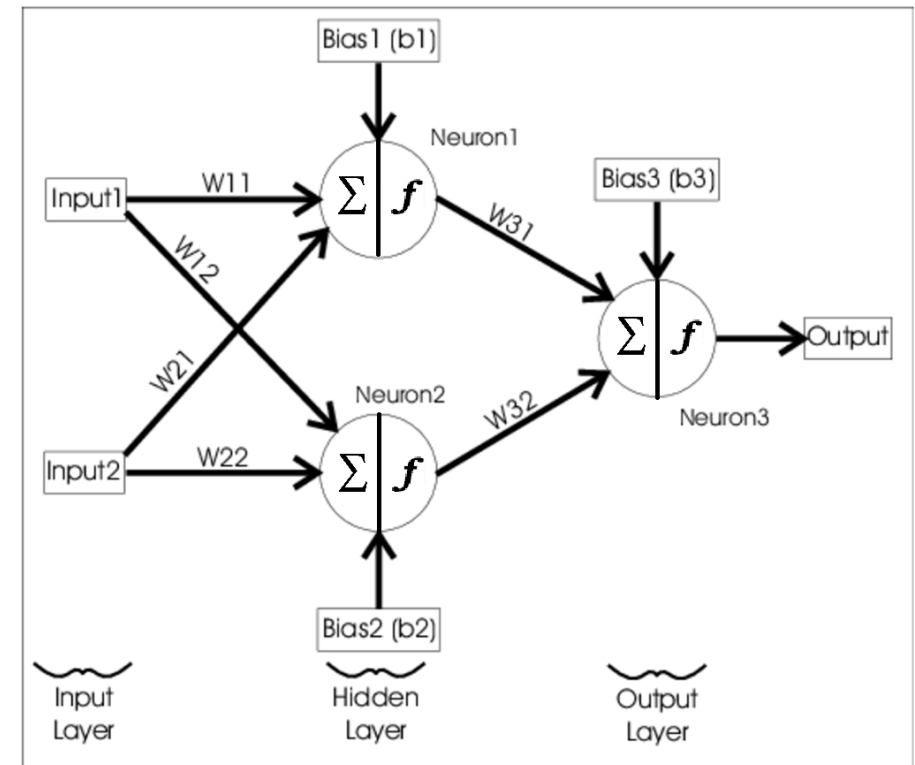 Bias1 (b1)
Neuron1
Input1
W11
Σ f
W12
W31
Bias3 (b3)
Σ f
Output
Neuron3
W21
Neuron2
W32
Input2
W22
Σ f
Bias2 (b2)
Input
Layer
Hidden
Layer
Output
Layer